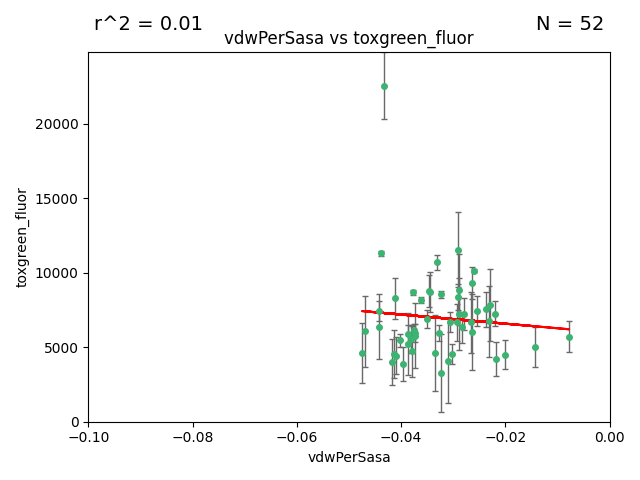 r^2 = 0.01
N = 52
vdwPerSasa vs toxgreen_fluor
toxgreen_fluor
20000
15000
10000
5000
0
−0.10
−0.08
−0.06
−0.04
−0.02
0.00
vdwPerSasa